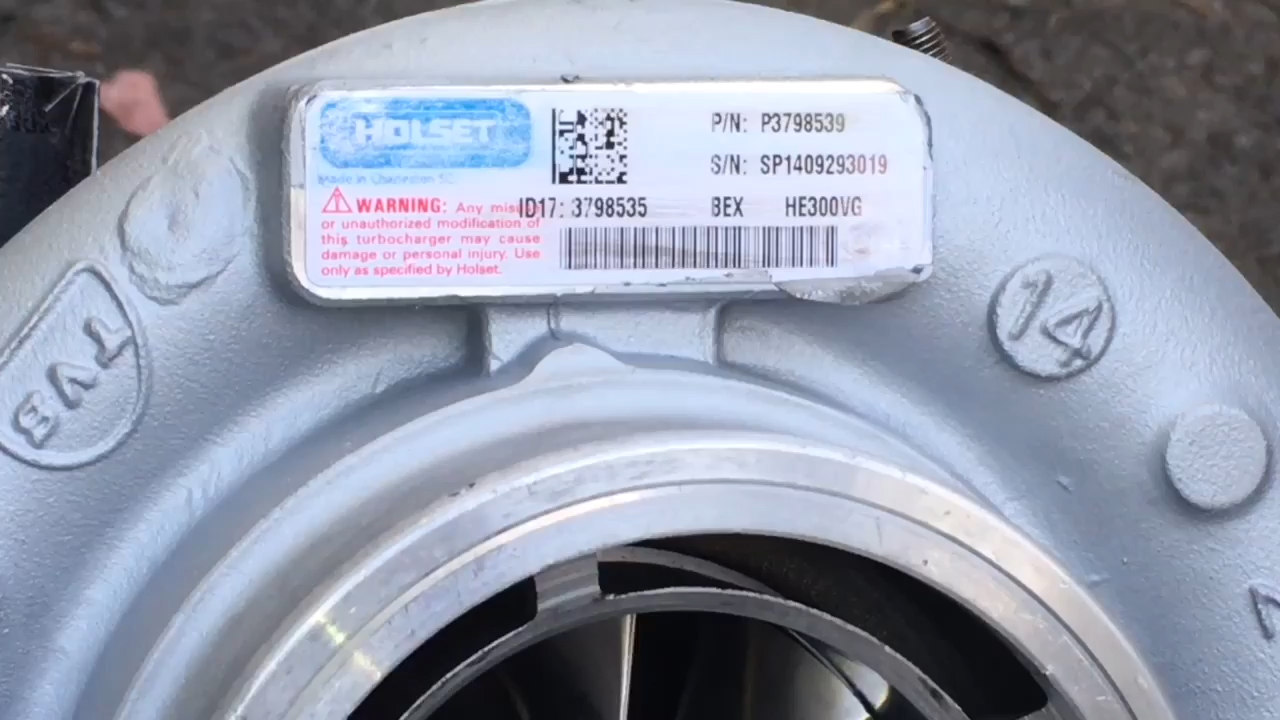 HOLSET
Made in Charleston SC
P/N: P3798539
S/N: SP1409293019
ID17: 3798535 BEX HE300VG
WARNING: Any misuse
or unauthorized modification of
this turbocharger may cause
damage or personal injury. Use
only as specified by Holset.
TVB
14